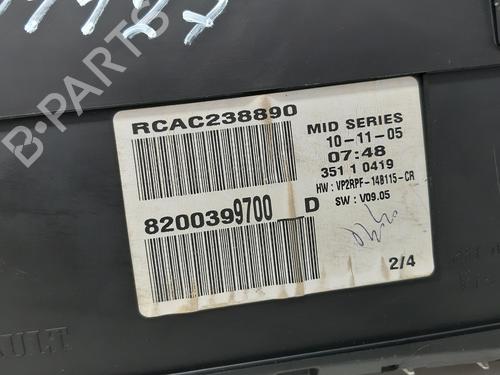 B-PARTS
RCAC238890
MID SERIES
10-11-05
07:48
351 1 0419
HW : VP2RPF-14B115-CR
SW : V09.05
8200399700 D
2/4